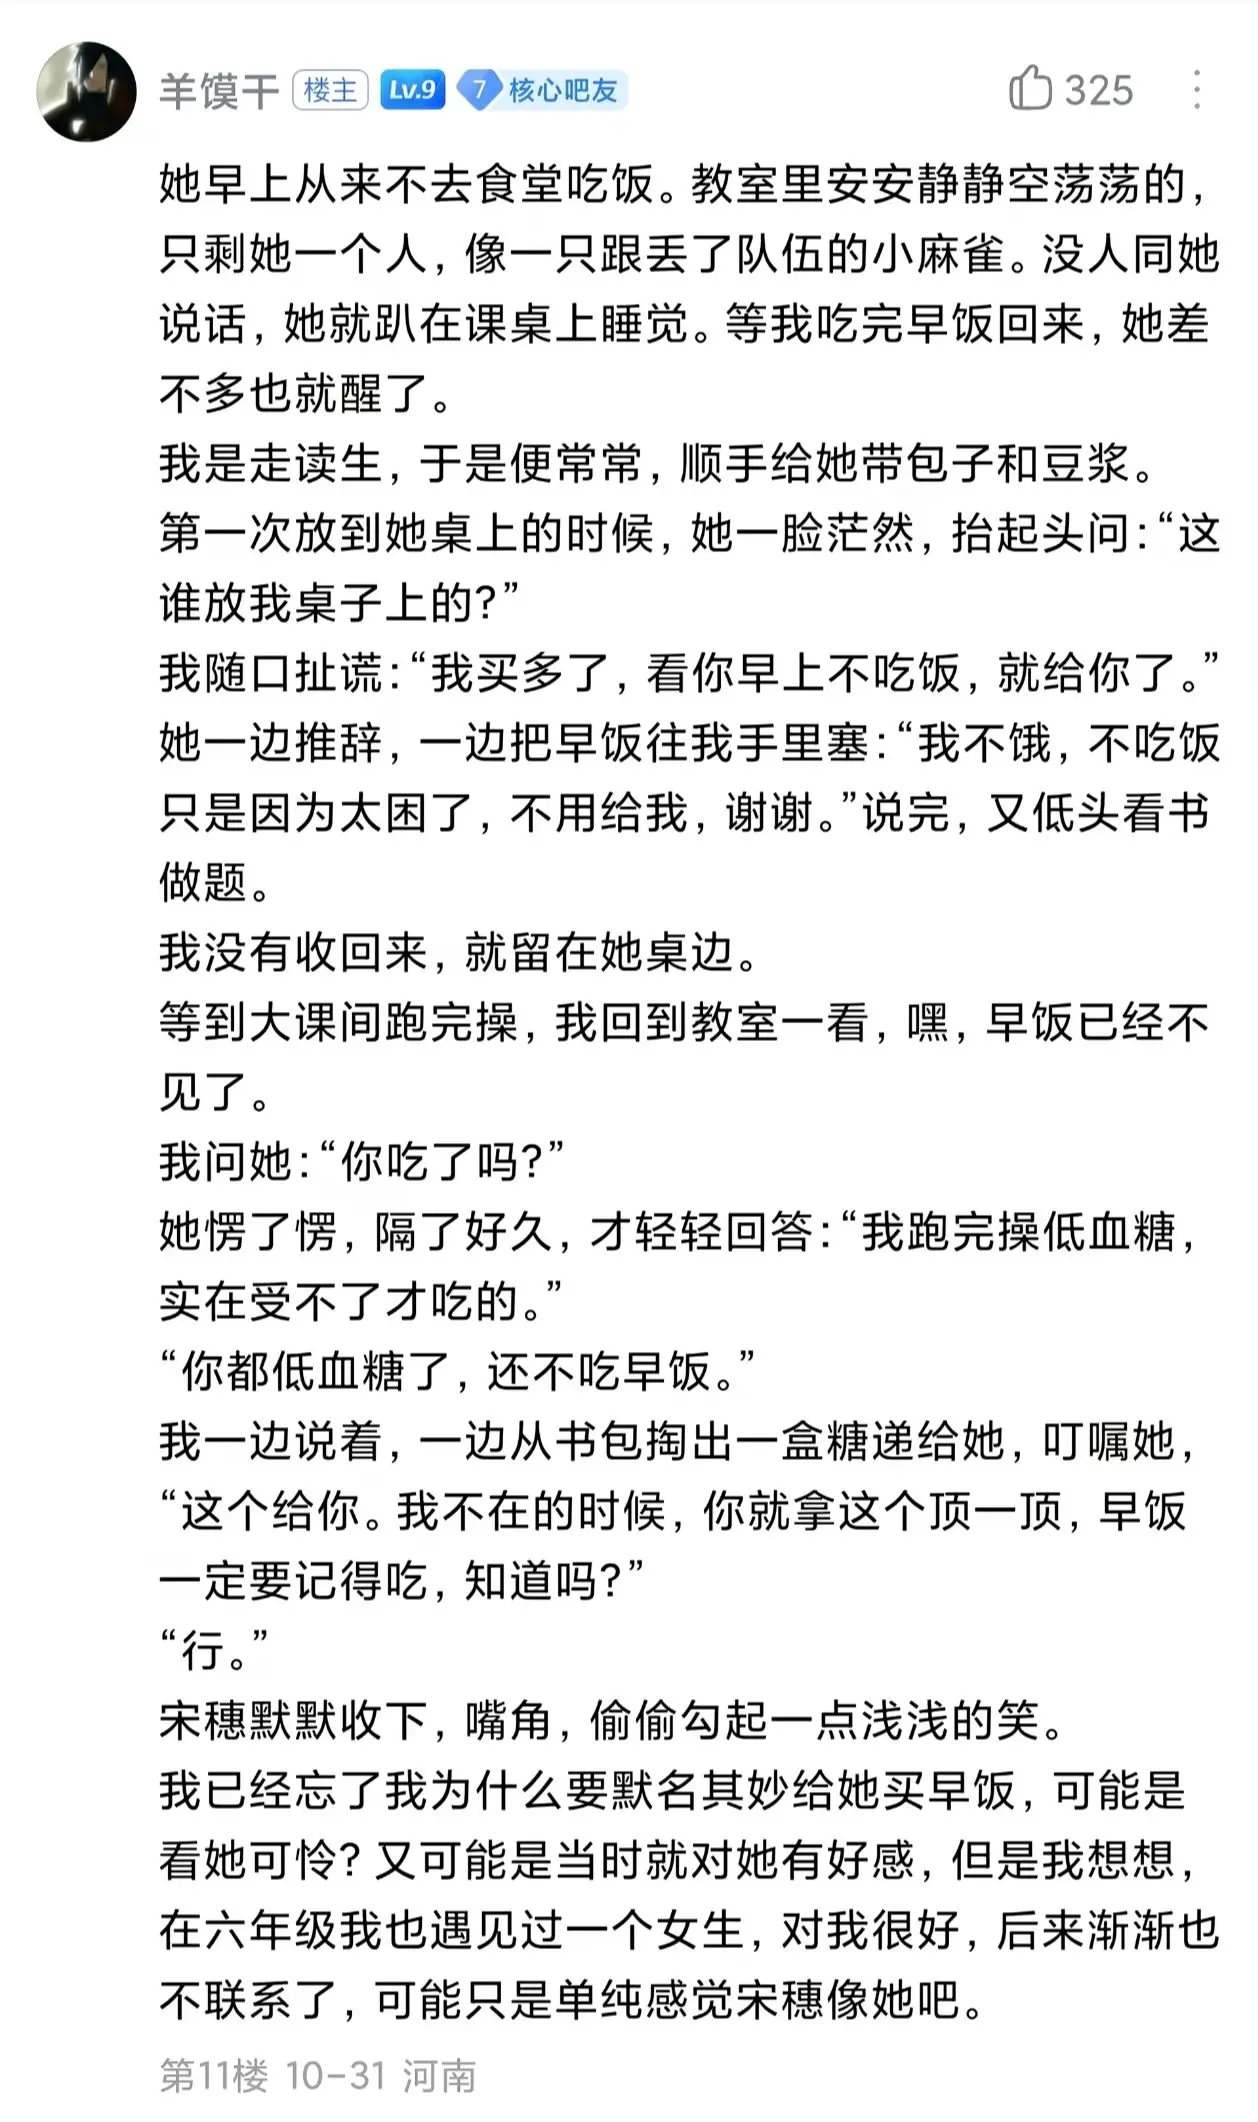 羊馍干 楼主 Lv.9 7 核心吧友 325
她早上从来不去食堂吃饭。教室里安安静静空荡荡的，
只剩她一个人，像一只跟丢了队伍的小麻雀。没人同她
说话，她就趴在课桌上睡觉。等我吃完早饭回来，她差
不多也就醒了。
我是走读生，于是便常常，顺手给她带包子和豆浆。
第一次放到她桌上的时候，她一脸茫然，抬起头问：“这
谁放我桌子上的？”
我随口扯谎：“我买多了，看你早上不吃饭，就给你了。”
她一边推辞，一边把早饭往我手里塞：“我不饿，不吃饭
只是因为太困了，不用给我，谢谢。”说完，又低头看书
做题。
我没有收回来，就留在她桌边。
等到大课间跑完操，我回到教室一看，嘿，早饭已经不
见了。
我问她：“你吃了吗？”
她愣了愣，隔了好久，才轻轻回答：“我跑完操低血糖，
实在受不了才吃的。”
“你都低血糖了，还不吃早饭。”
我一边说着，一边从书包掏出一盒糖递给她，叮嘱她，
“这个给你。我不在的时候，你就拿这个顶一顶，早饭
一定要记得吃，知道吗？”
“行。”
宋穗默默收下，嘴角，偷偷勾起一点浅浅的笑。
我已经忘了我为什么要默名其妙给她买早饭，可能是
看她可怜？又可能是当时就对她有好感，但是我想想，
在六年级我也遇见过一个女生，对我很好，后来渐渐也
不联系了，可能只是单纯感觉宋穗像她吧。
第11楼 10-31 河南